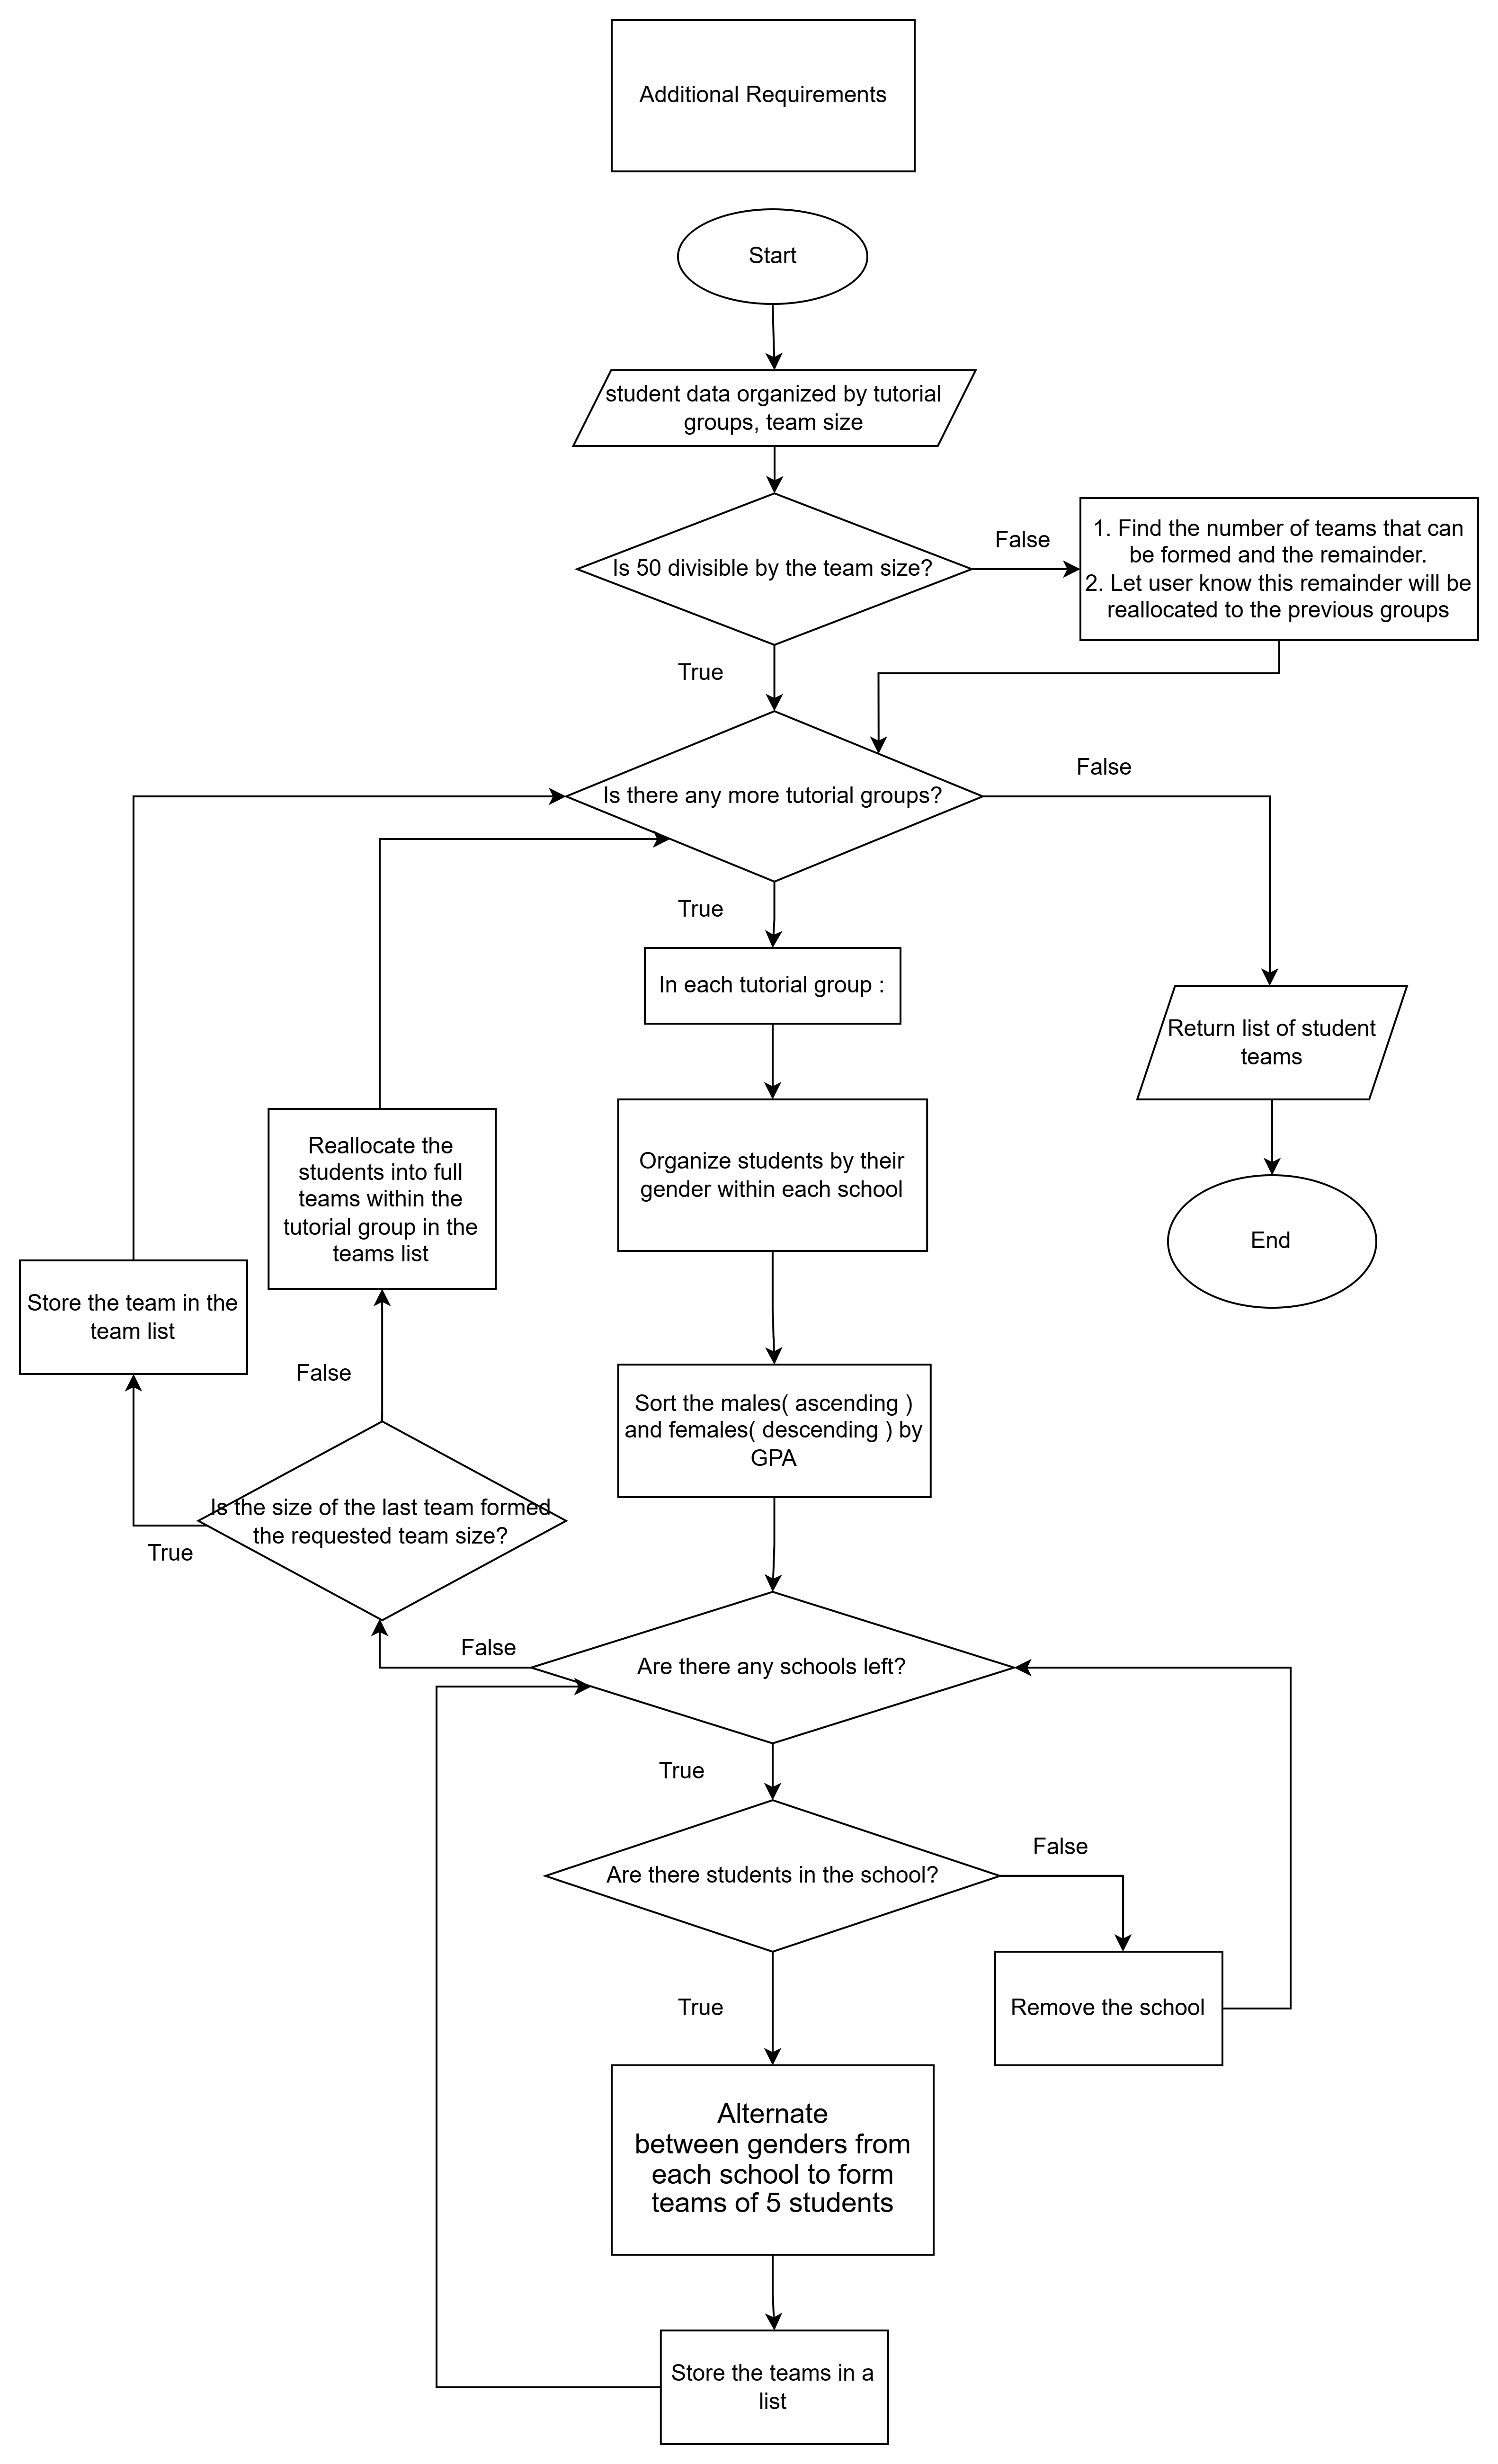 Additional Requirements
Start
student data organized by tutorial
groups, team size
Is 50 divisible by the team size?
False
1. Find the number of teams that can
be formed and the remainder.
2. Let user know this remainder will be
reallocated to the previous groups
True
Is there any more tutorial groups?
False
True
In each tutorial group :
Return list of student
teams
End
Organize students by their
gender within each school
Reallocate the
students into full
teams within the
tutorial group in the
teams list
Store the team in the
team list
False
Sort the males( ascending )
and females( descending ) by
GPA
Is the size of the last team formed
the requested team size?
True
False
Are there any schools left?
True
Are there students in the school?
False
True
Remove the school
Alternate
between genders from
each school to form
teams of 5 students
Store the teams in a
list